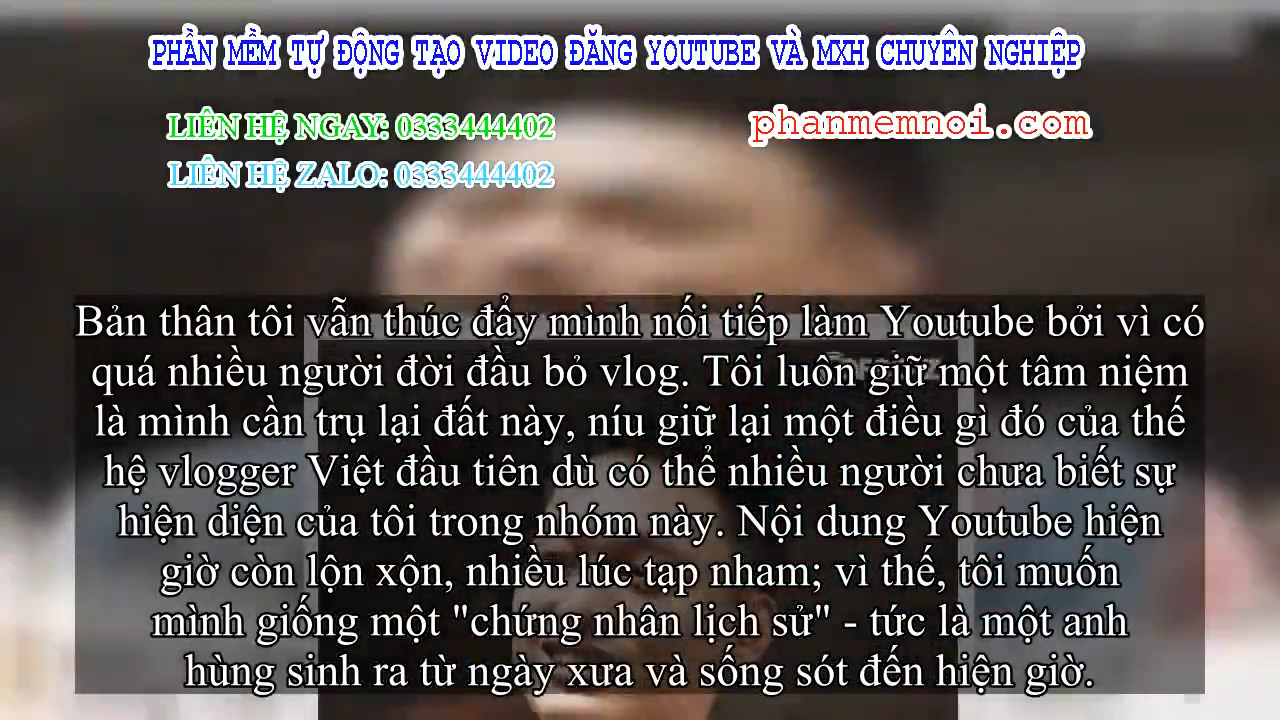 PHẦN MỀM TỰ ĐỘNG TẠO VIDEO ĐĂNG YOUTUBE VÀ MXH CHUYÊN NGHIỆP
LIÊN HỆ NGAY: 0333444402
phanmemnoi.com
LIÊN HỆ ZALO: 0333444402
Bản thân tôi vẫn thúc đẩy mình nối tiếp làm Youtube bởi vì có
quá nhiều người đời đầu bỏ vlog. Tôi luôn giữ một tâm niệm
là mình cần trụ lại đất này, níu giữ lại một điều gì đó của thế
hệ vlogger Việt đầu tiên dù có thể nhiều người chưa biết sự
hiện diện của tôi trong nhóm này. Nội dung Youtube hiện
giờ còn lộn xộn, nhiều lúc tạp nham; vì thế, tôi muốn
mình giống một "chứng nhân lịch sử" - tức là một anh
hùng sinh ra từ ngày xưa và sống sót đến hiện giờ.